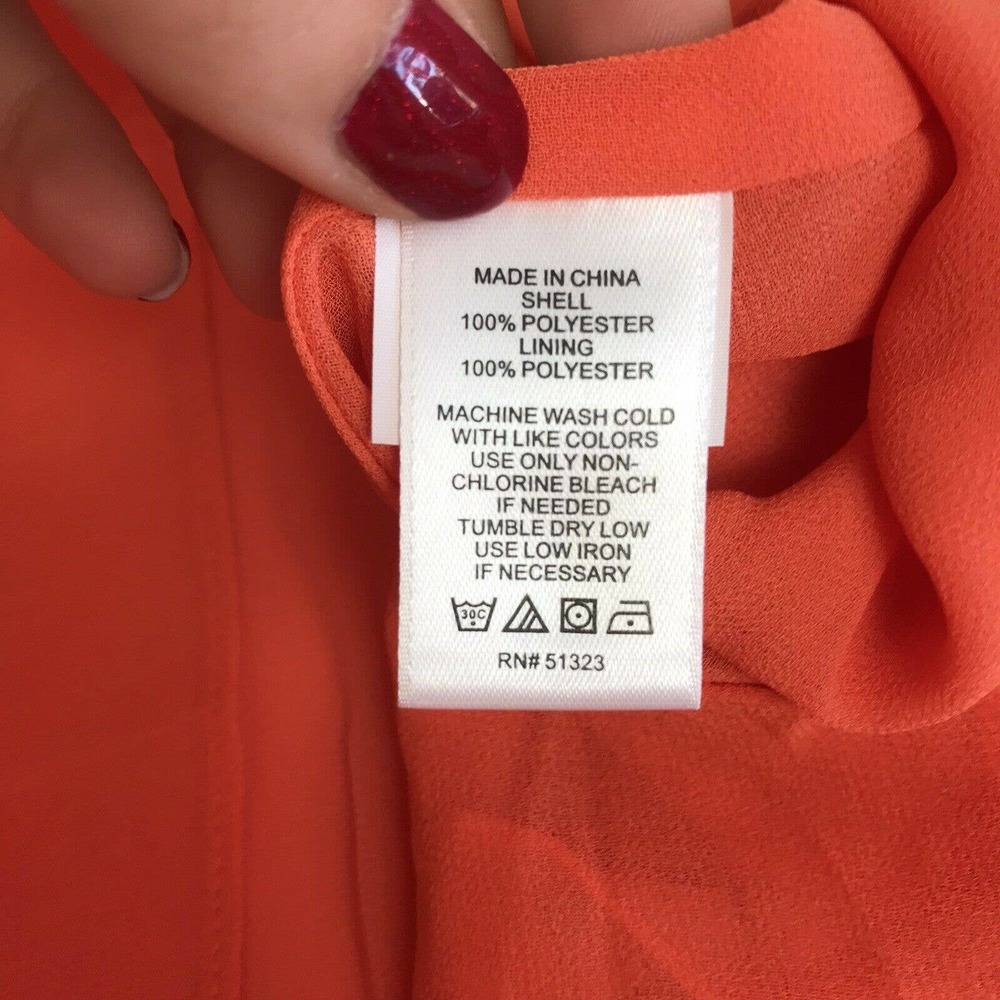 MADE IN CHINA
SHELL
100% POLYESTER
LINING
100% POLYESTER
MACHINE WASH COLD
WITH LIKE COLORS
USE ONLY NON-
CHLORINE BLEACH
IF NEEDED
TUMBLE DRY LOW
USE LOW IRON
IF NECESSARY
30C
RN# 51323